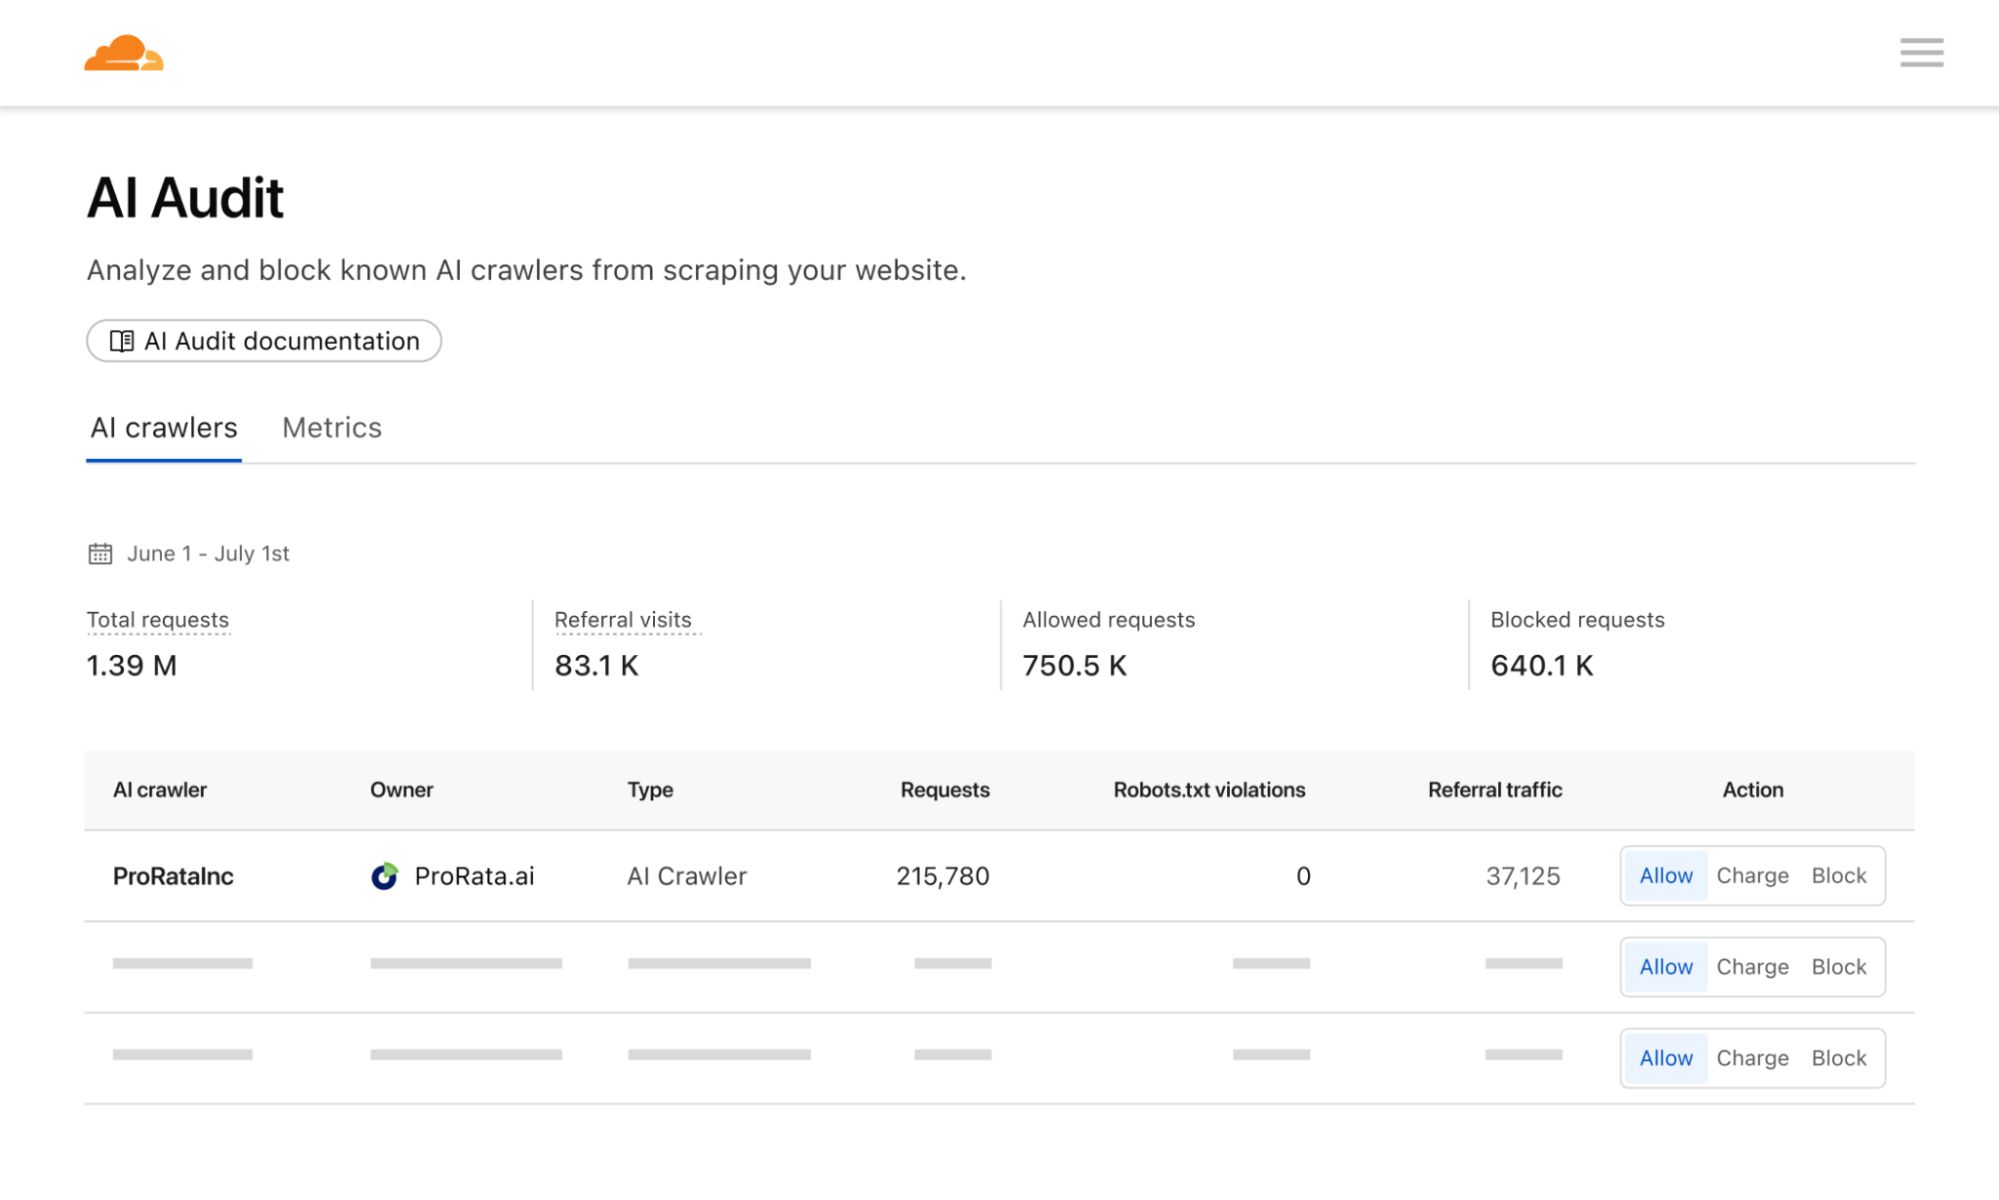 AI Audit
Analyze and block known AI crawlers from scraping your website.
AI Audit documentation
AI crawlers Metrics
June 1 - July 1st
Total requests Referral visits Allowed requests Blocked requests
1.39 M 83.1 K 750.5 K 640.1 K
AI crawler Owner Type Requests Robots.txt violations Referral traffic Action
ProRataInc ProRata.ai AI Crawler 215,780 0 37,125 Allow Charge Block
Allow Charge Block
Allow Charge Block